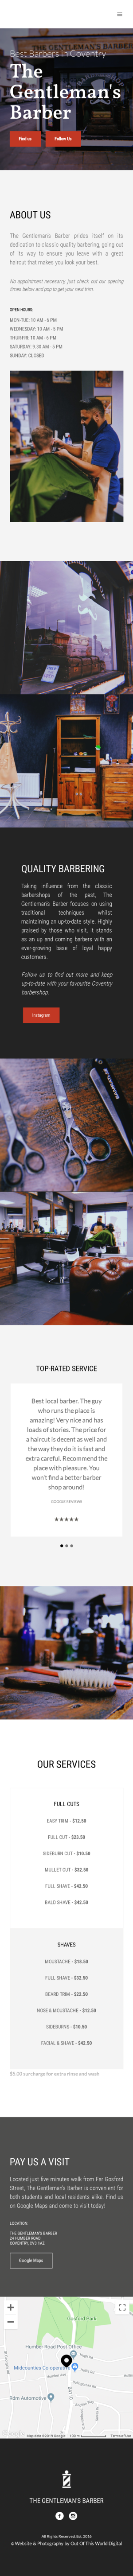 Best Barbers in Coventry
The
Gentleman's
Barber
Find us
Follow Us
ABOUT US
The Gentleman's Barber prides itself on its
dedication to classic quality barbering, going out
of its way to ensure you leave with a great
haircut that makes you look your best.
No appointment necessary, just check out our opening
times below and pop to get your next trim.
OPEN HOURS:
MON-TUE; 10 AM - 6 PM
WEDNESDAY; 10 AM - 3 PM
THUR-FRI: 10 AM - 6 PM
SATURDAY; 9.30 AM - 5 PM
SUNDAY: CLOSED
QUALITY BARBERING
Taking influence from the classic
barbershops of the past, The
Gentleman's Barber focuses on using
traditional techniques whilst
maintaining an up-to-date style. Highly
praised by those who visit, it stands
as an up and coming barbers with an
ever-growing base of loyal happy
customers.
Follow us to find out more and keep
up-to-date with your favourite Coventry
barbershop.
Instagram
TOP-RATED SERVICE
Best local barber. The guy
who runs the place is
amazing! Very nice and has
loads of stories. The price for
a haircut is decent as well and
the way they do it is fast and
extra careful. Recommend the
place with pleasure. You
won't find a better barber
shop around!
GOOGLE REVIEWS
★★★★★
OUR SERVICES
FULL CUTS
EASY TRIM - $12.50
FULL CUT - $23.50
SIDEBURN CUT - $10.50
MULLET CUT - $32.50
FULL SHAVE - $42.50
BALD SHAVE - $42.50
SHAVES
MOUSTACHE - $18.50
FULL SHAVE - $32.50
BEARD TRIM - $23.50
NOSE & MOUSTACHE - $12.50
SIDEBURNS - $10.50
FACIAL & SHAVE - $42.50
$5.00 surcharge for extra rinse and wash
PAY US A VISIT
Located just five minutes walk from Far Gosford
Street, The Gentleman's Barber is convenient for
both residents and students alike. Find us
on Google Maps and come to visit today!
LOCATION:
THE GENTLEMAN'S BARBER
24 HUMBER ROAD
COVENTRY, CV3 1AZ
Google Maps
Gosford Park
Humber Road Post Office
Midcounties Co-operative
Rdm Automotive
THE GENTLEMAN'S BARBER
All Rights Reserved. Est. 2016
© Website & Photography by Out Of This World Digital